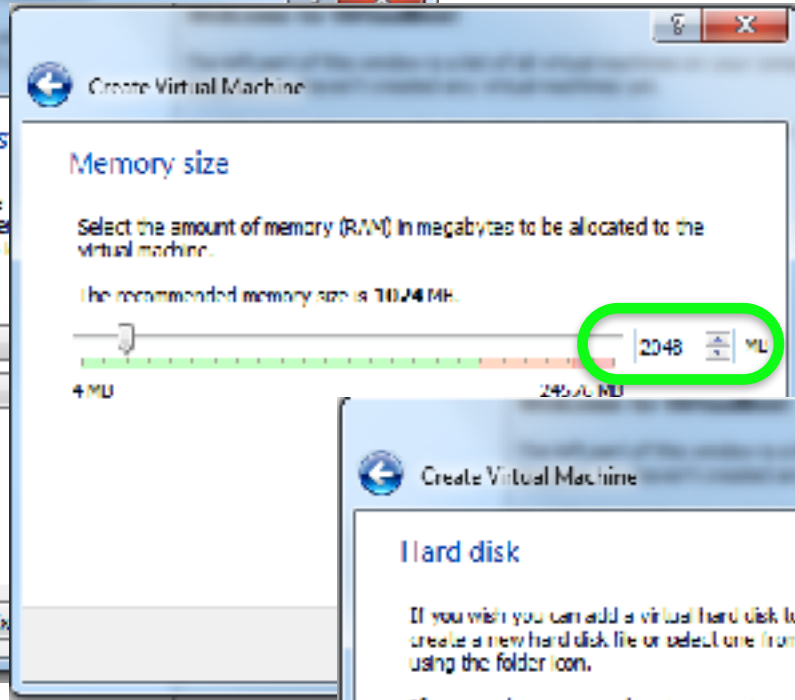 Create Virtual Machine
Memory size
Select the amount of memory (RAM) in megabytes to be allocated to the
virtual machine.
The recommended memory size is 1024 MB.
2048 MB
4 MB
MB
Create Virtual Machine
Hard disk
If you wish you can add a virtual hard disk to
create a new hard disk file or select one from
using the folder icon.